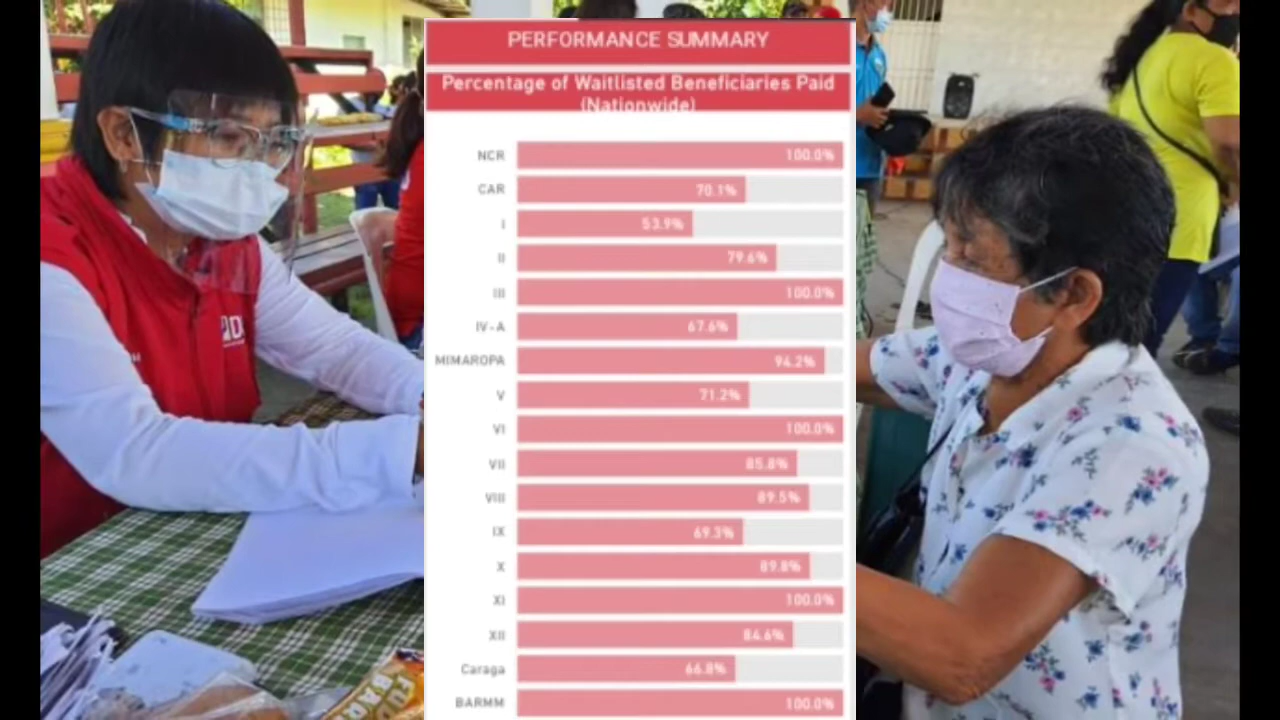 PERFORMANCE SUMMARY
Percentage of Waitlisted Beneficiaries Paid
(Nationwide)
NCR 100.0%
CAR 70.1%
I 53.9%
II 79.6%
III 100.0%
IV-A 67.6%
MIMAROPA 94.2%
V 71.2%
VI 100.0%
VII 85.8%
VIII 89.5%
IX 69.3%
X 89.8%
XI 100.0%
XII 84.6%
Caraga 66.8%
BARMM 100.0%